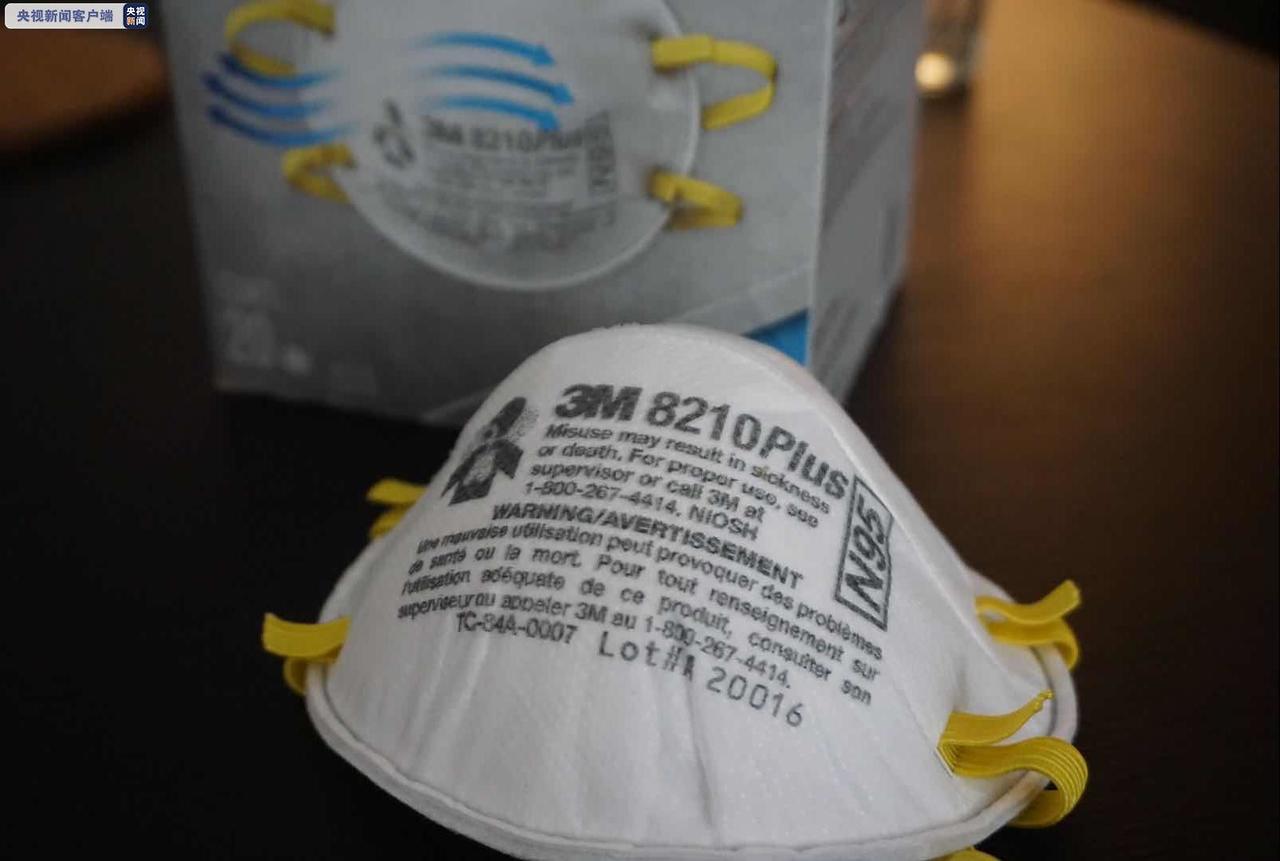 央视新闻客户端
央视
新闻
3M 8210Plus
N95
20
3M 8210Plus
Misuse may result in sickness
or death. For proper use, see
supervisor or call 3M at
1-800-267-4414. NIOSH
N95
WARNING/AVERTISSEMENT
Une mauvaise utilisation peut provoquer des problèmes
de santé ou la mort. Pour tout renseignement sur
l'utilisation adéquate de ce produit, consulter son
superviseur ou appeler 3M au 1-800-267-4414.
TC-84A-0007
Lot# 20016